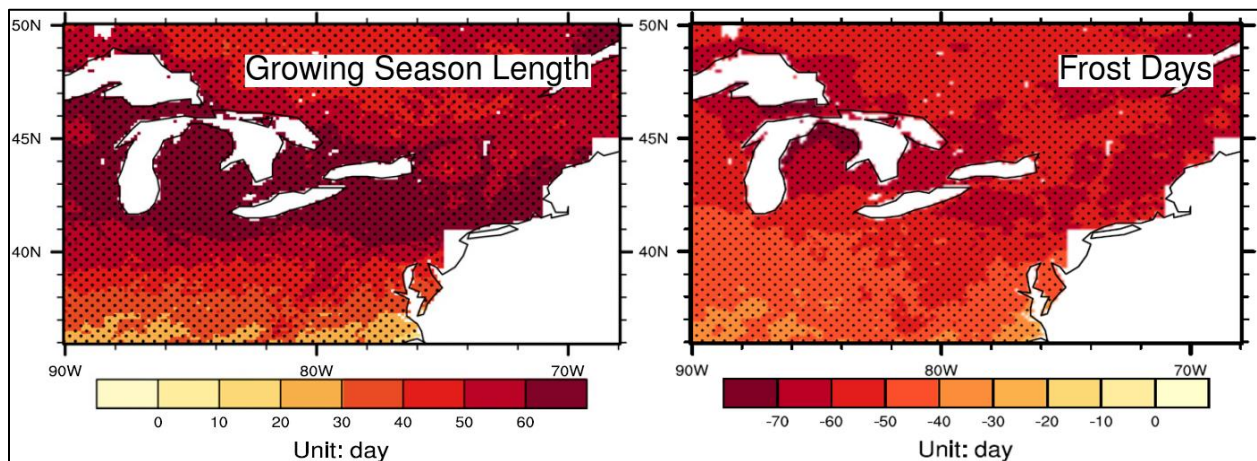 Growing Season Length
50N
45N
40N
90W 80W 70W
0 10 20 30 40 50 60
Unit: day
Frost Days
50N
45N
40N
90W 80W 70W
-70 -60 -50 -40 -30 -20 -10 0
Unit: day